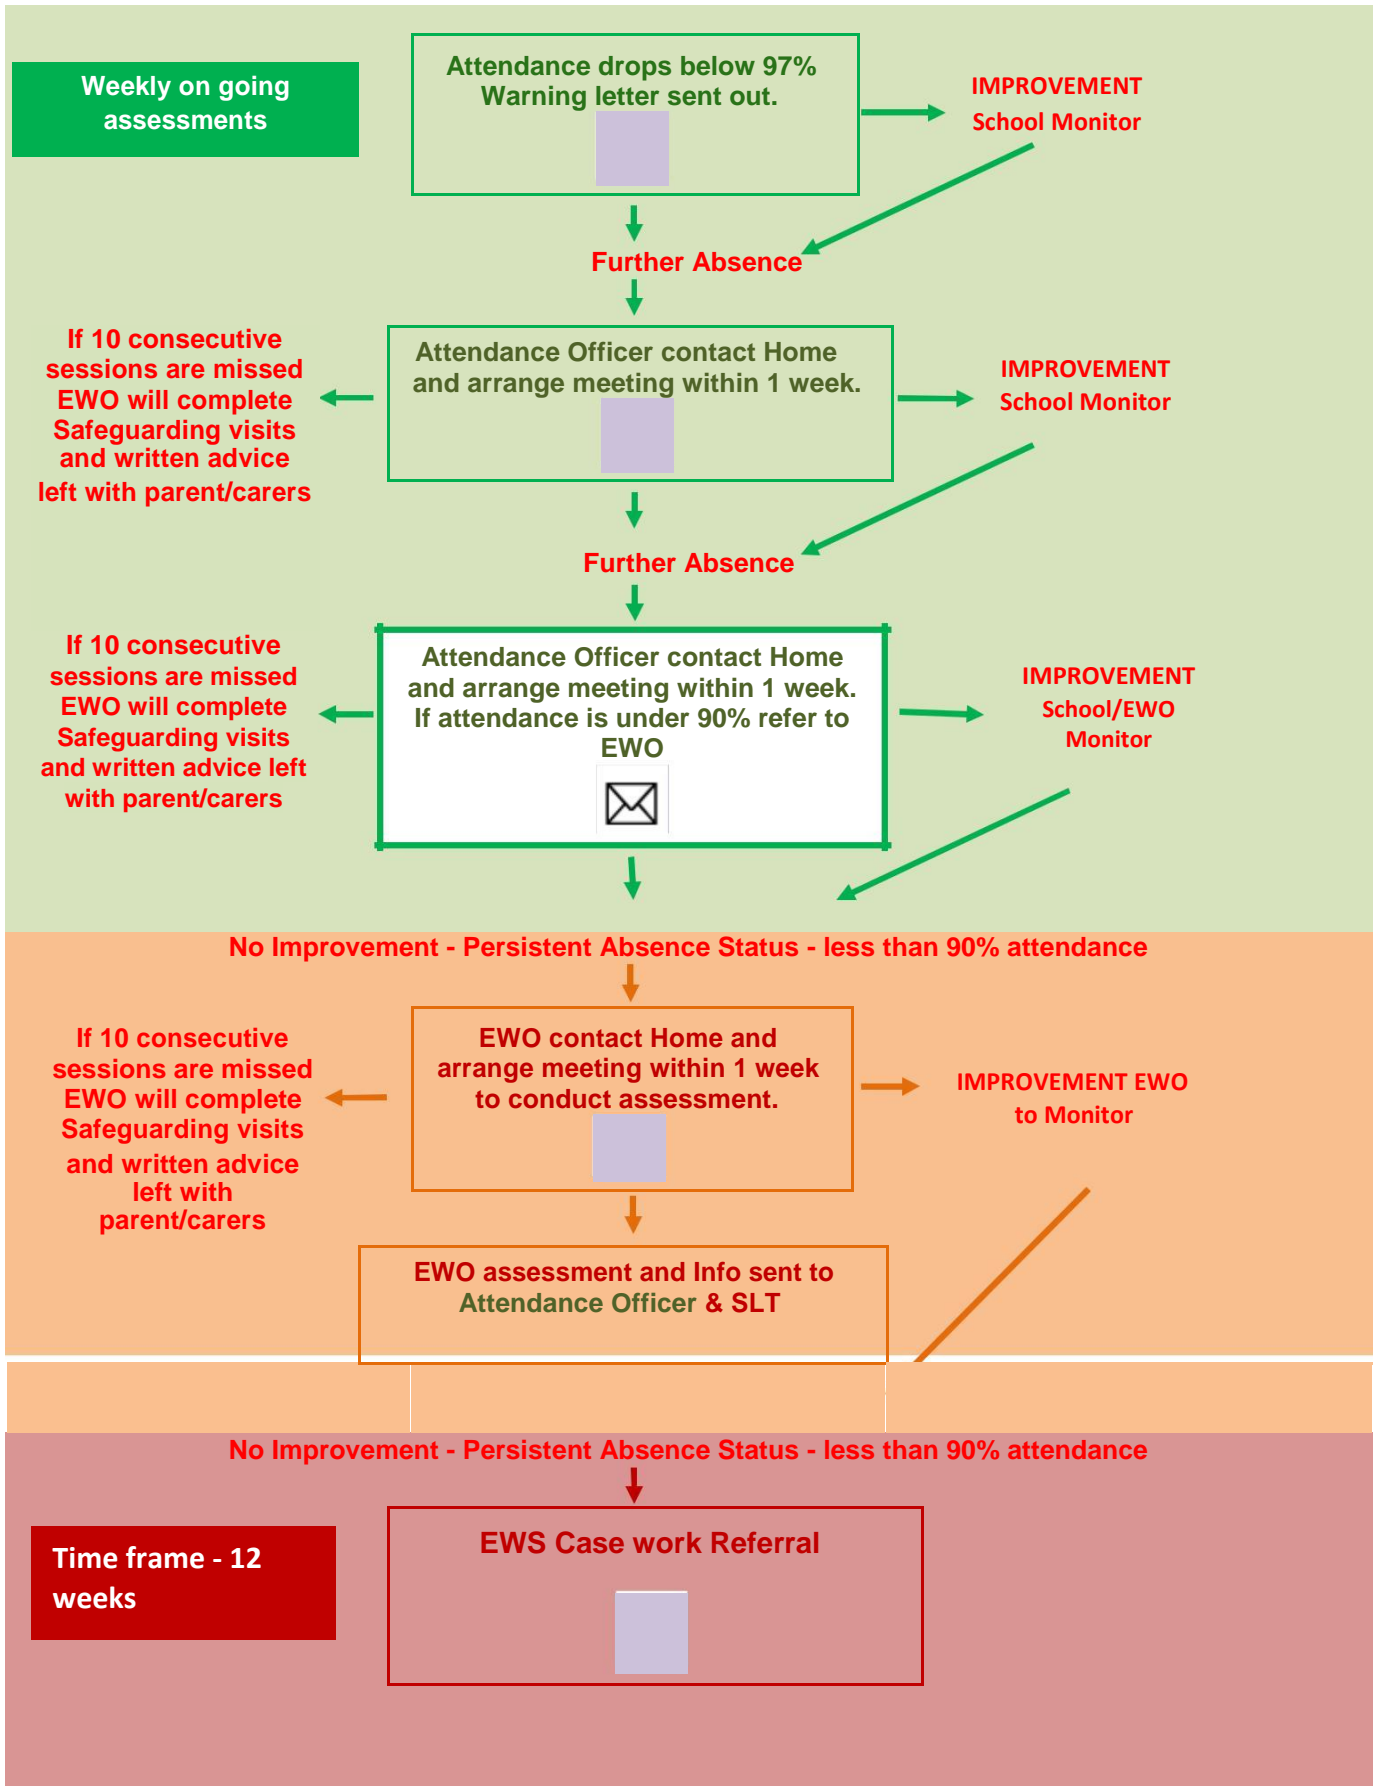 Attendance drops below 97%
Warning letter sent out.
Weekly on going
assessments
IMPROVEMENT
School Monitor
Further Absence
If 10 consecutive
sessions are missed
EWO will complete
Safeguarding visits
and written advice
left with parent/carers
Attendance Officer contact Home
and arrange meeting within 1 week.
IMPROVEMENT
School Monitor
Further Absence
If 10 consecutive
sessions are missed
EWO will complete
Safeguarding visits
and written advice left
with parent/carers
Attendance Officer contact Home
and arrange meeting within 1 week.
If attendance is under 90% refer to
EWO
IMPROVEMENT
School/EWO
Monitor
No Improvement - Persistent Absence Status - less than 90% attendance
If 10 consecutive
sessions are missed
EWO will complete
Safeguarding visits
and written advice
left with
parent/carers
EWO contact Home and
arrange meeting within 1 week
to conduct assessment.
IMPROVEMENT EWO
to Monitor
EWO assessment and Info sent to
Attendance Officer & SLT
No Improvement - Persistent Absence Status - less than 90% attendance
Time frame - 12
weeks
EWS Case work Referral